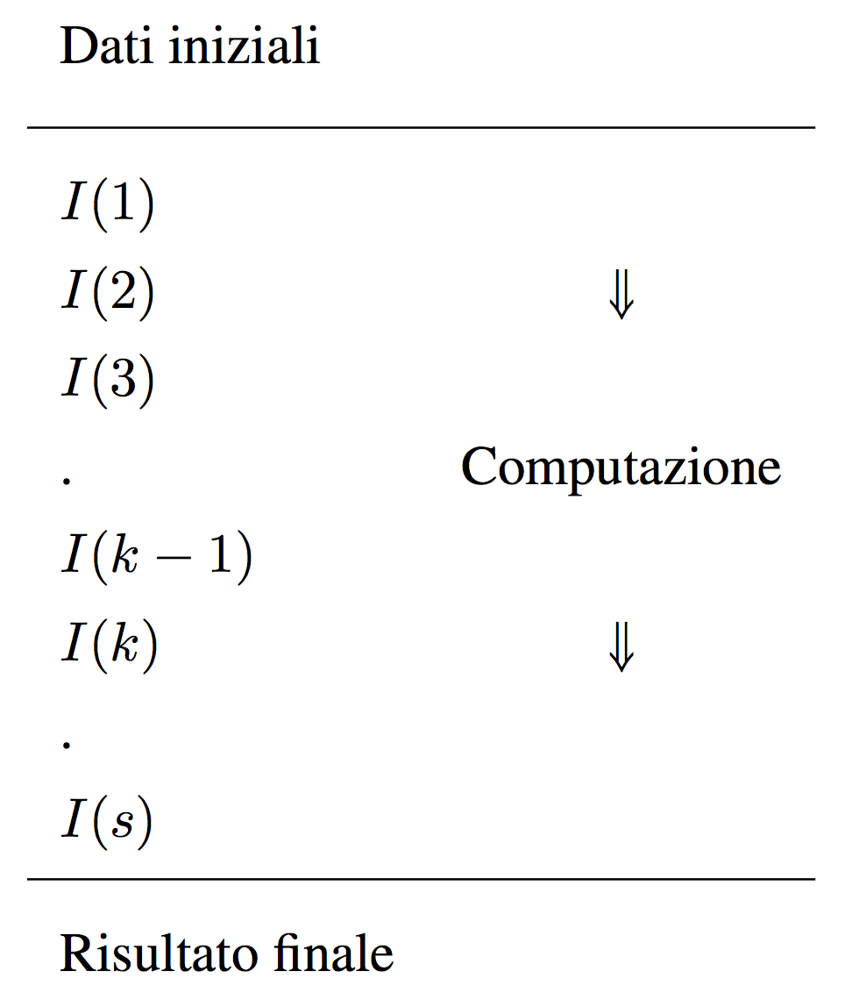 Dati iniziali
I(1)
I(2) ⇓
I(3)
. Computazione
I(k − 1)
I(k) ⇓
.
I(s)
Risultato finale